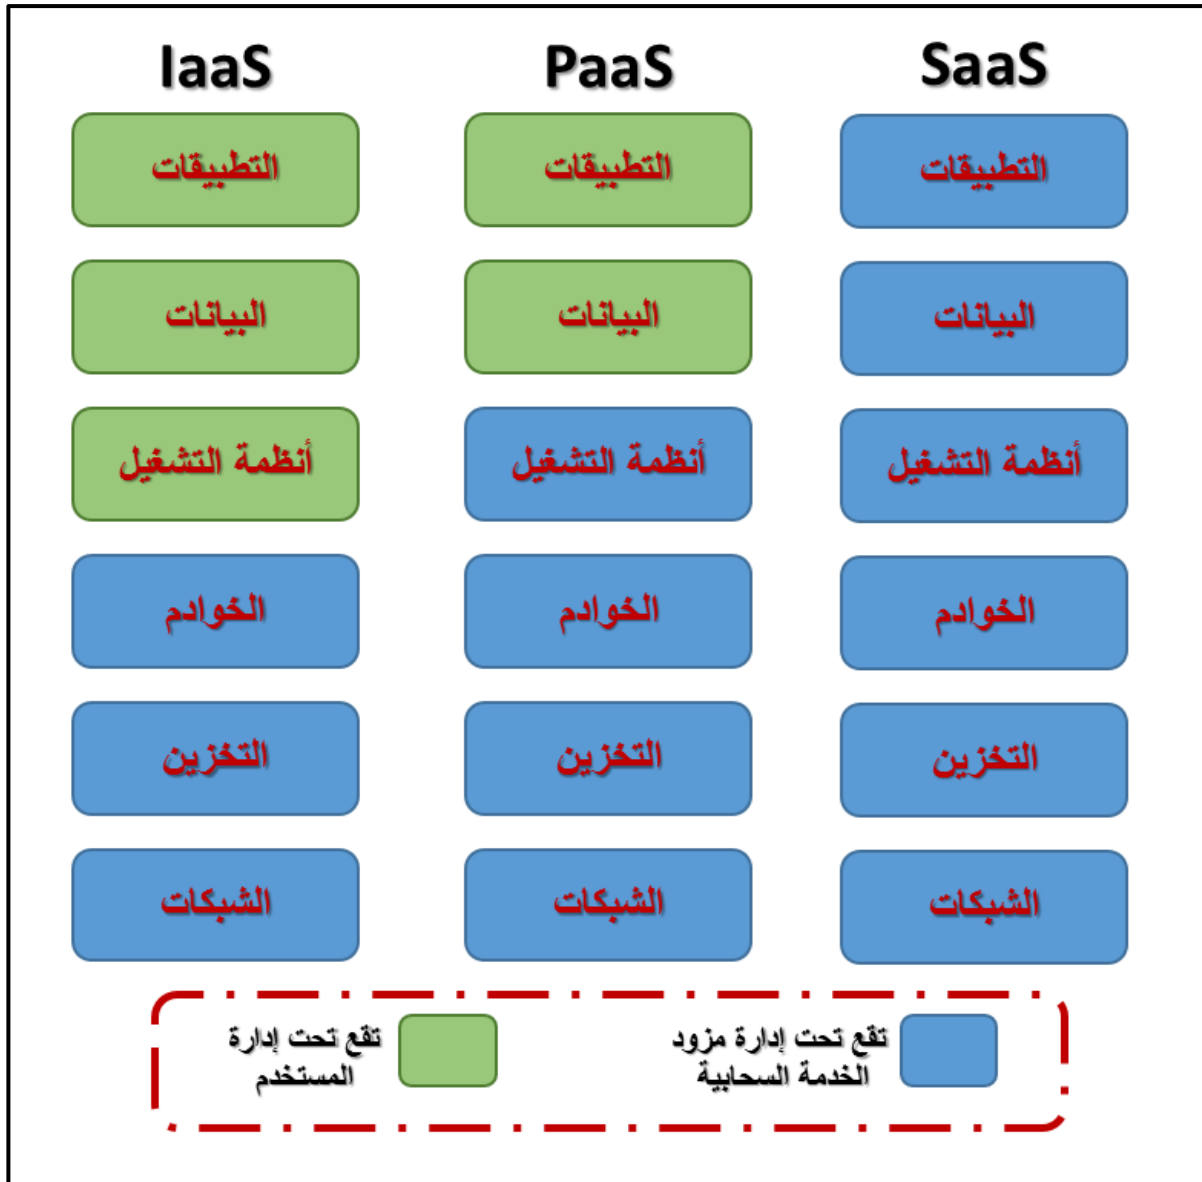 IaaS
PaaS
SaaS
التطبيقات
التطبيقات
التطبيقات
البيانات
البيانات
البيانات
أنظمة التشغيل
أنظمة التشغيل
أنظمة التشغيل
الخوادم
الخوادم
الخوادم
التخزين
التخزين
التخزين
الشبكات
الشبكات
الشبكات
تقع تحت إدارة مزود
الخدمة السحابية
تقع تحت إدارة
المستخدم